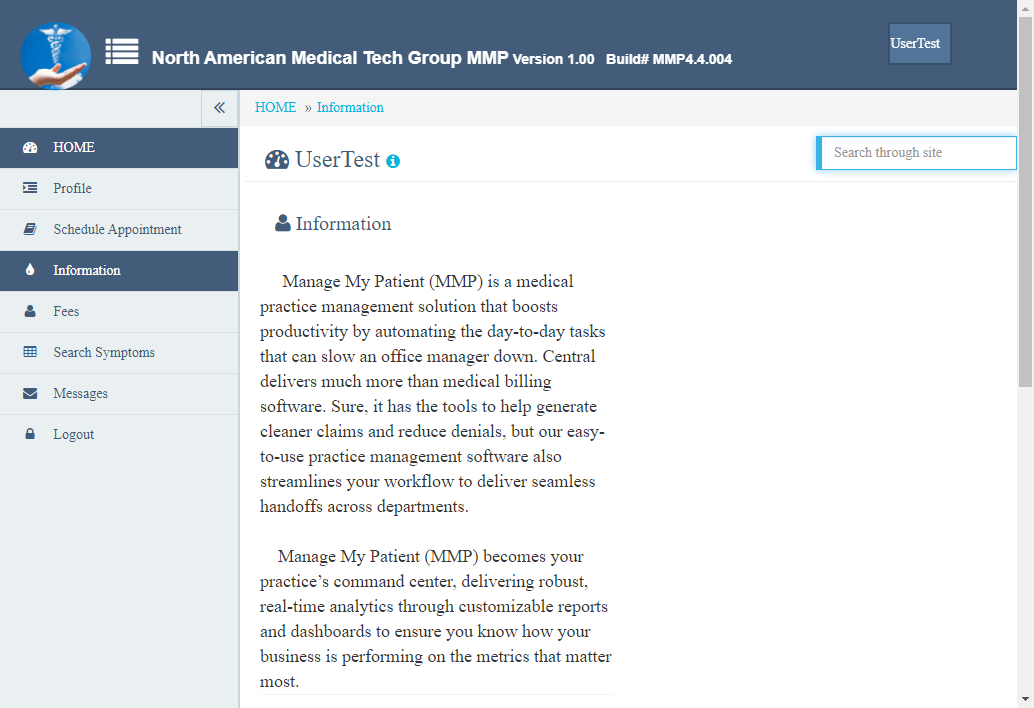 North American Medical Tech Group MMP Version 1.00 Build# MMP4.4.004
UserTest
HOME » Information
HOME
Profile
Schedule Appointment
Information
Fees
Search Symptoms
Messages
Logout
UserTest
Search through site
Information
Manage My Patient (MMP) is a medical
practice management solution that boosts
productivity by automating the day-to-day tasks
that can slow an office manager down. Central
delivers much more than medical billing
software. Sure, it has the tools to help generate
cleaner claims and reduce denials, but our easy-
to-use practice management software also
streamlines your workflow to deliver seamless
handoffs across departments.
Manage My Patient (MMP) becomes your
practice’s command center, delivering robust,
real-time analytics through customizable reports
and dashboards to ensure you know how your
business is performing on the metrics that matter
most.